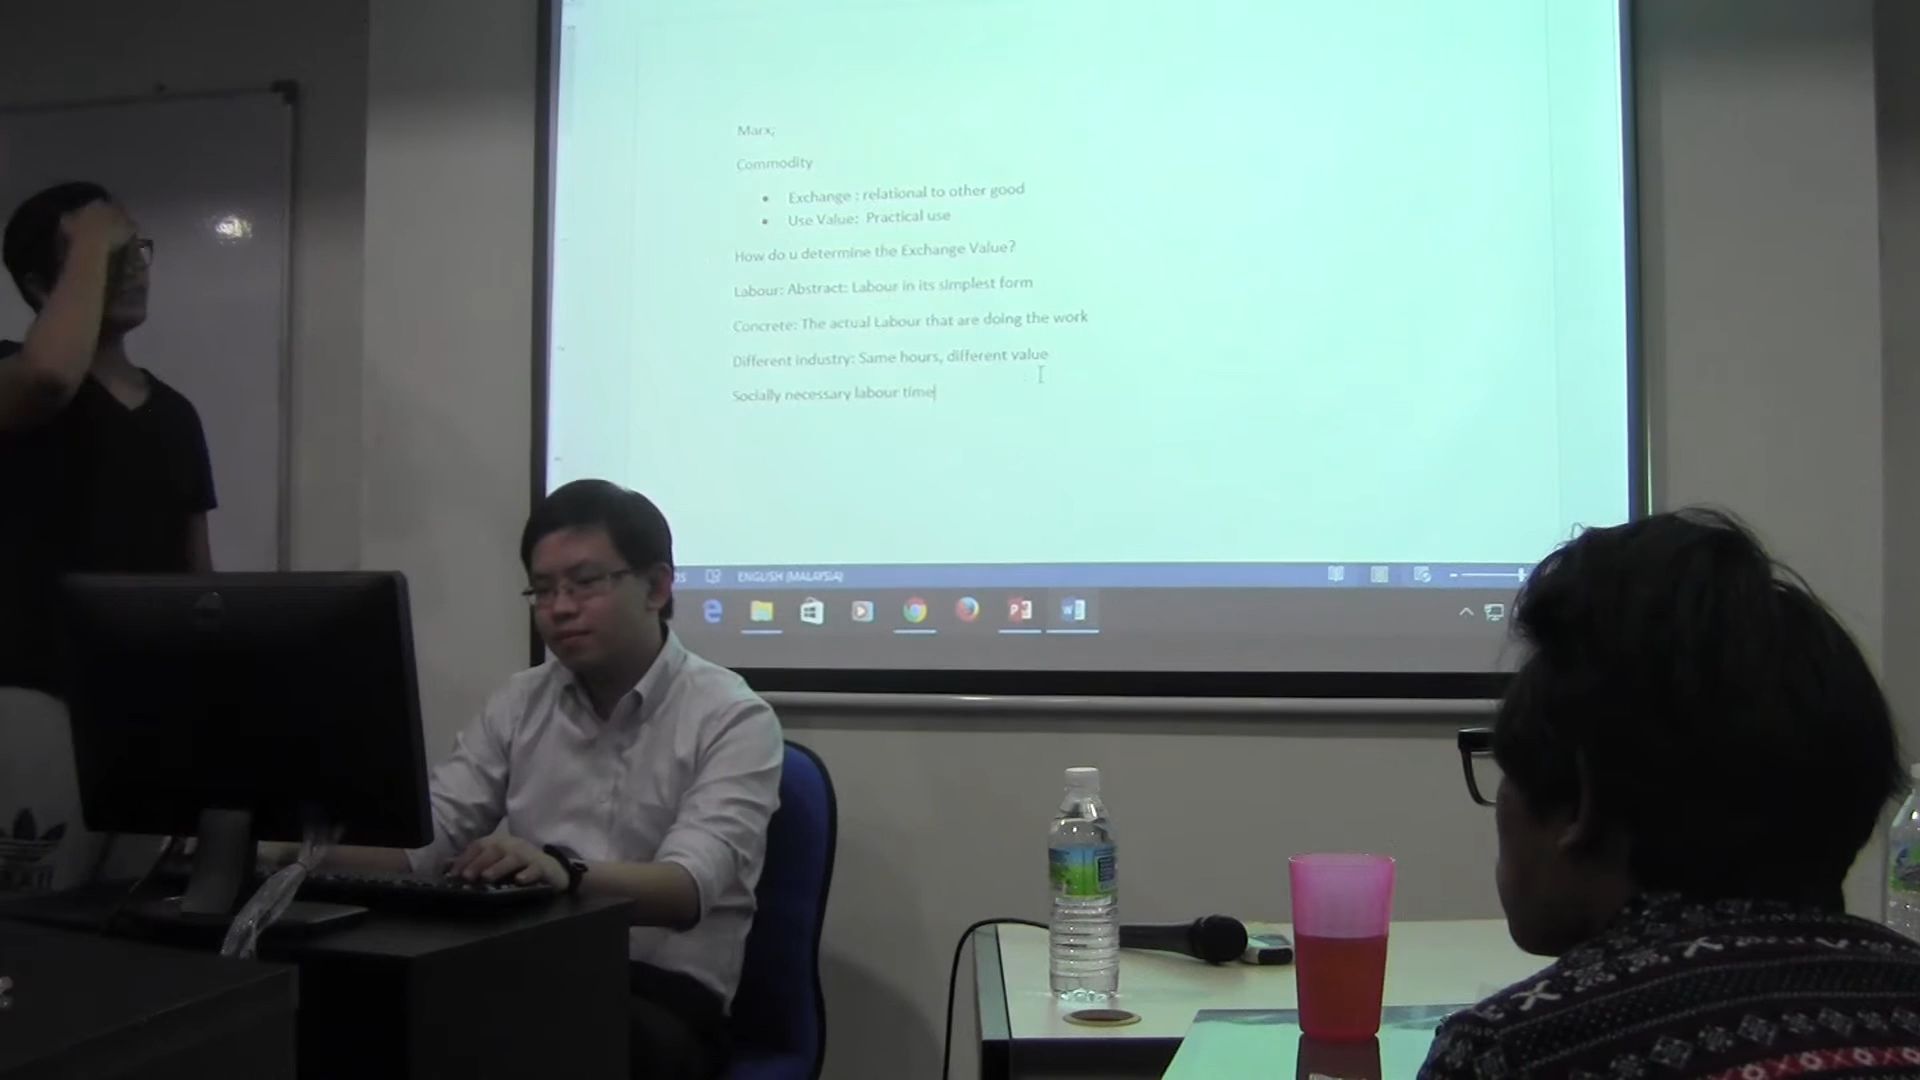 Marx;
Commodity
• Exchange : relational to other good
• Use Value: Practical use
How do u determine the Exchange Value?
Labour: Abstract: Labour in its simplest form
Concrete: The actual Labour that are doing the work
Different industry: Same hours, different value
Socially necessary labour time
ENGLISH (MALAYSIA)